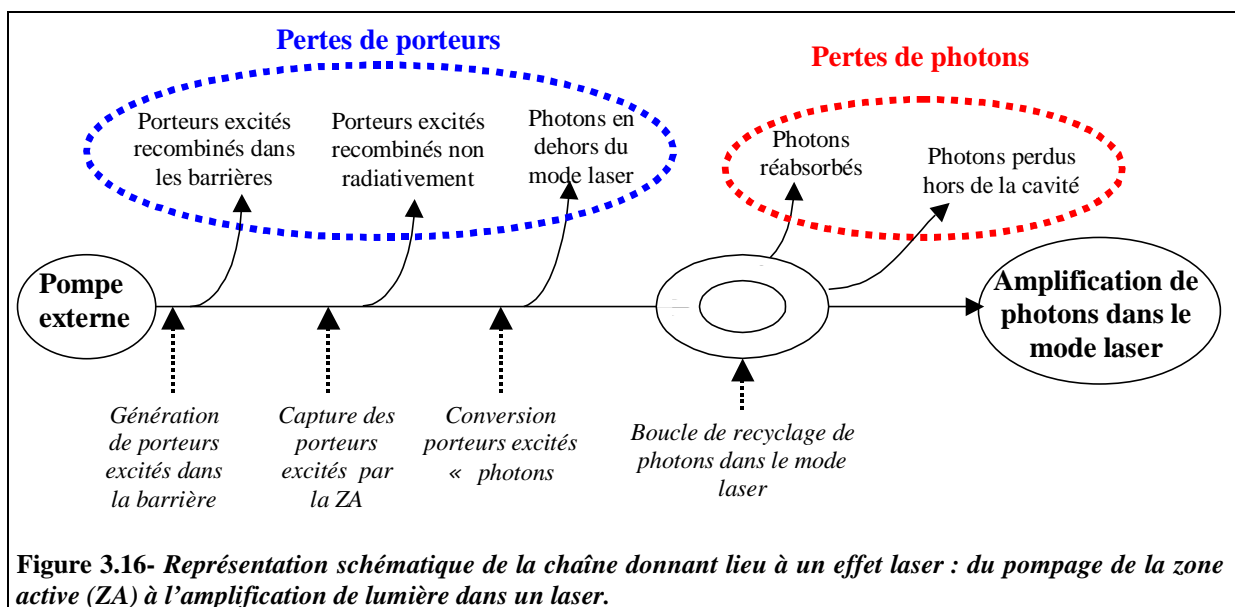 Pertes de porteurs
Pertes de photons
Porteurs excités
recombinés dans
les barrières
Porteurs excités
recombinés non
radiativement
Photons en
dehors du
mode laser
Photons
réabsorbés
Photons perdus
hors de la cavité
Pompe
externe
Amplification de
photons dans le
mode laser
Génération
de porteurs
excités dans
la barrière
Capture des
porteurs
excités par
la ZA
Conversion
porteurs excités
« photons
Boucle de recyclage de
photons dans le mode
laser
Figure 3.16- Représentation schématique de la chaîne donnant lieu à un effet laser : du pompage de la zone
active (ZA) à l'amplification de lumière dans un laser.